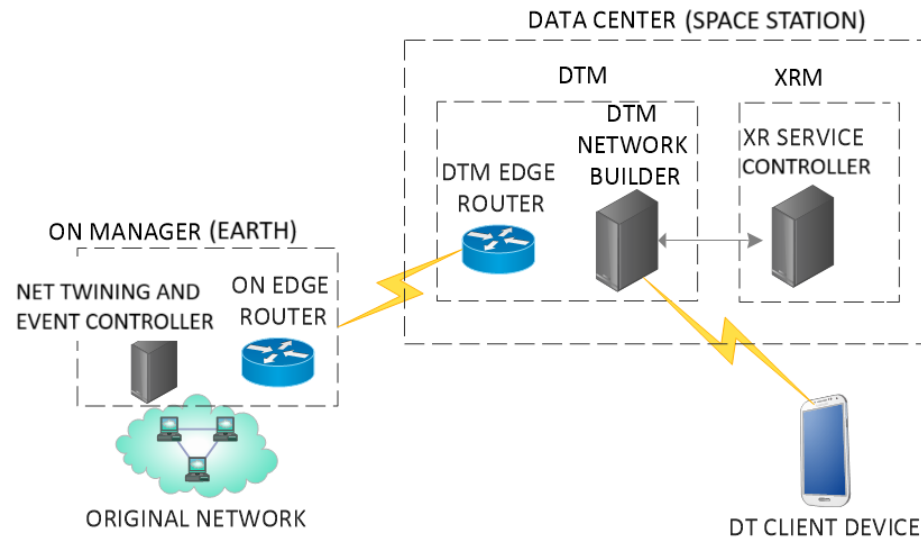 DATA CENTER (SPACE STATION)
DTM
XRM
DTM
NETWORK
BUILDER
XR SERVICE
CONTROLLER
DTM EDGE
ROUTER
ON MANAGER (EARTH)
NET TWINING AND
EVENT CONTROLLER
ON EDGE
ROUTER
ORIGINAL NETWORK
DT CLIENT DEVICE